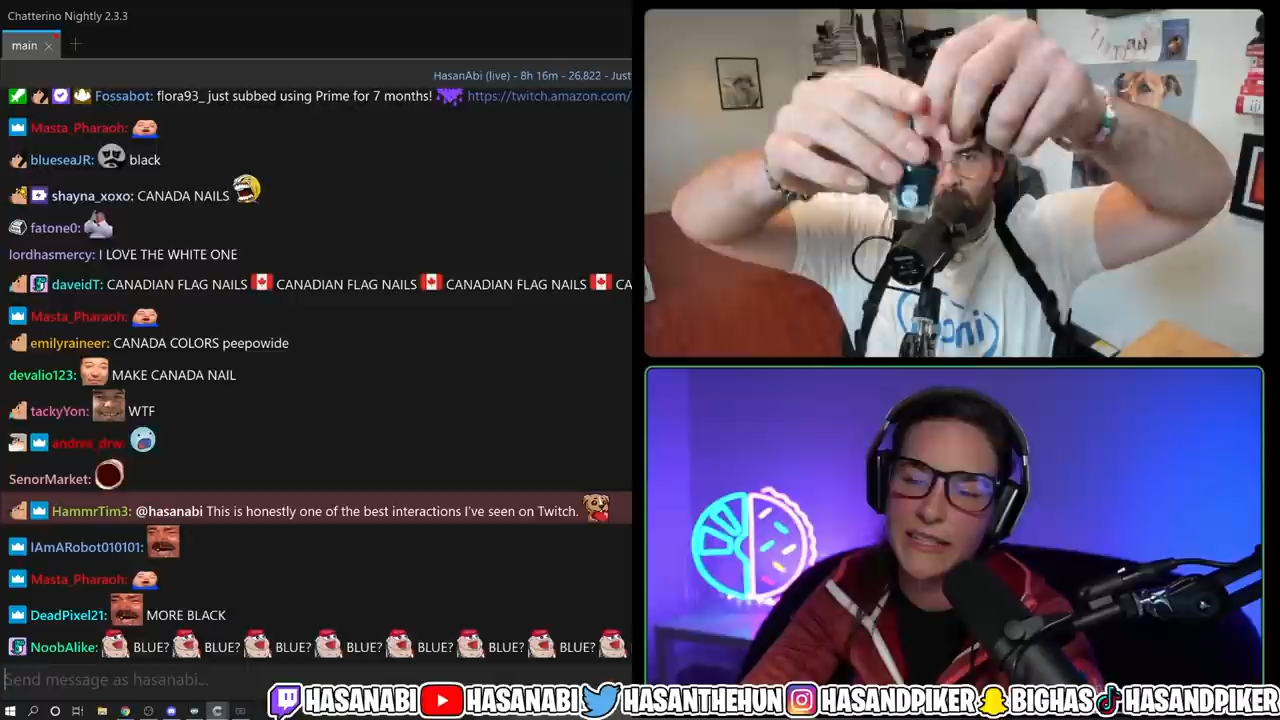 Chatterino Nightly 2.3.3
main
HasanAbi (live) - 8h 16m - 26,822 - Just
Fossabot: flora93_ just subbed using Prime for 7 months! https://twitch.amazon.com/
Masta_Pharaoh:
blueseaJR: black
shayna_xoxo: CANADA NAILS
fatone0:
lordhasmercy: I LOVE THE WHITE ONE
daveidT: CANADIAN FLAG NAILS CANADIAN FLAG NAILS CANADIAN FLAG NAILS CA
Masta_Pharaoh:
emilyraineer: CANADA COLORS peepowide
devalio123: MAKE CANADA NAIL
tackyYon: WTF
andres_drw:
SenorMarket:
HammrTim3: @hasanabi This is honestly one of the best interactions I've seen on Twitch.
IAmARobot010101:
Masta_Pharaoh:
DeadPixel21: MORE BLACK
NoobAlike: BLUE? BLUE? BLUE? BLUE? BLUE? BLUE? BLUE?
Send message as hasanabi...
HASANABI HASANABI HASANTHEHUN HASANDPIKER BIGHAS HASANDPIKER